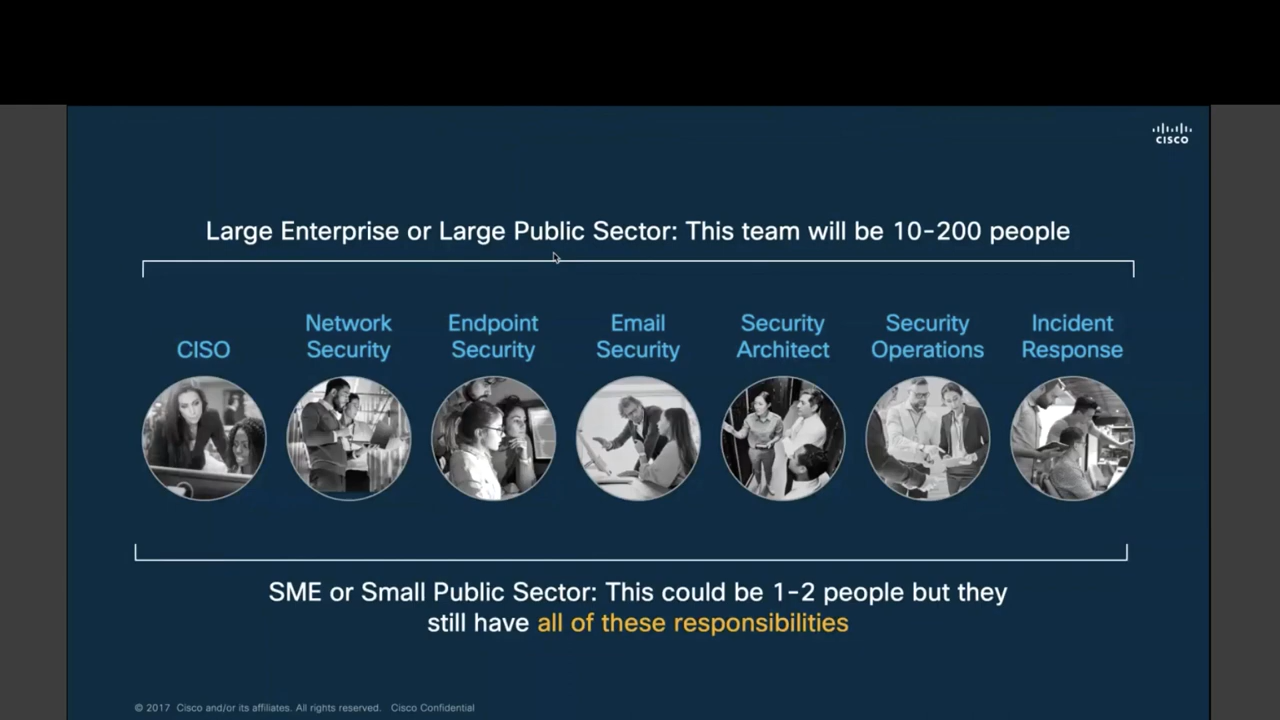 CISCO
Large Enterprise or Large Public Sector: This team will be 10-200 people
CISO
Network
Security
Endpoint
Security
Email
Security
Security
Architect
Security
Operations
Incident
Response
SME or Small Public Sector: This could be 1-2 people but they
still have all of these responsibilities
© 2017 Cisco and/or its affiliates. All rights reserved. Cisco Confidential